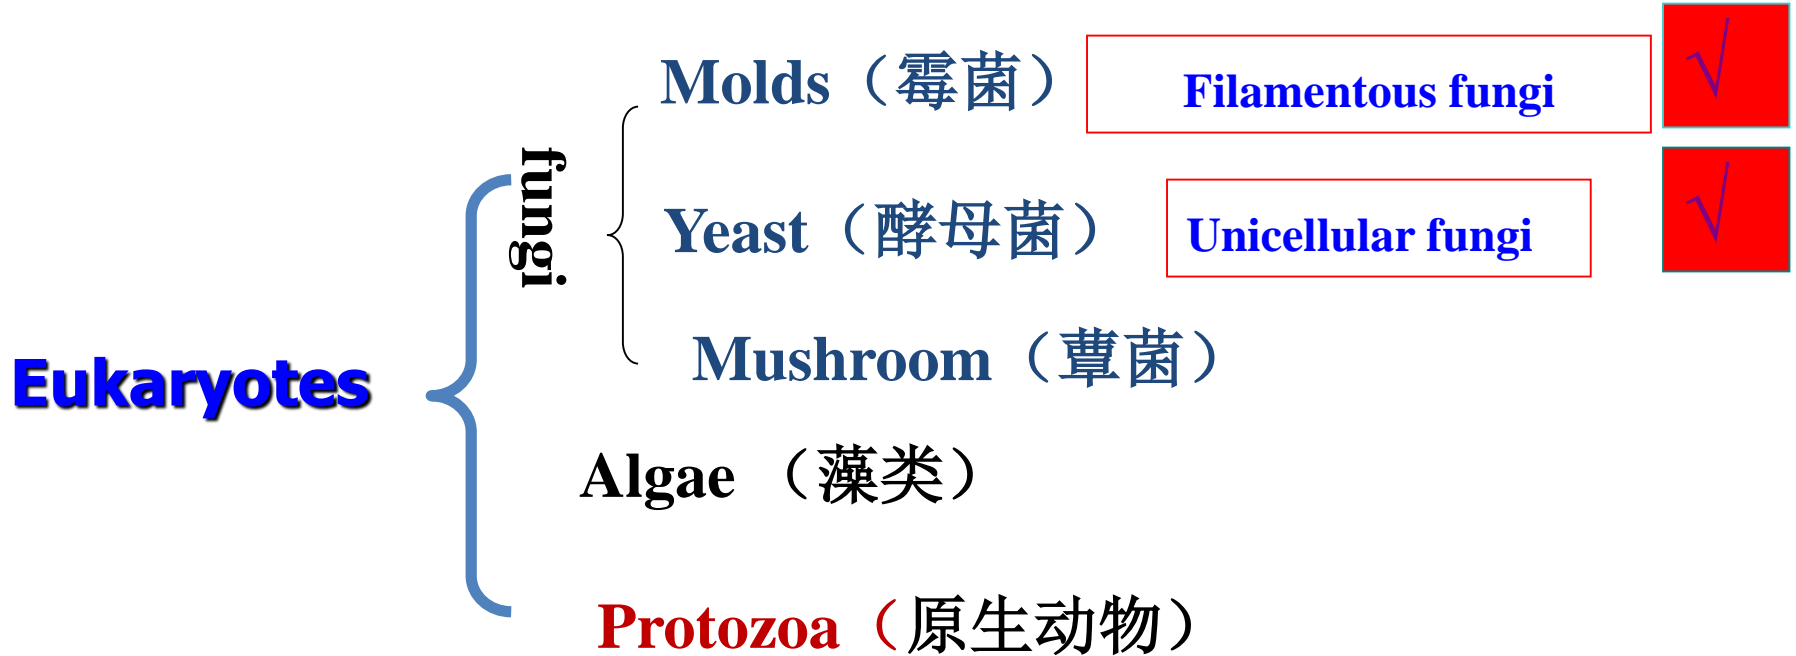 Molds（霉菌） Filamentous fungi √
fungi
Yeast（酵母菌） Unicellular fungi √
Mushroom（蕈菌）
Eukaryotes
Algae （藻类）
Protozoa（原生动物）